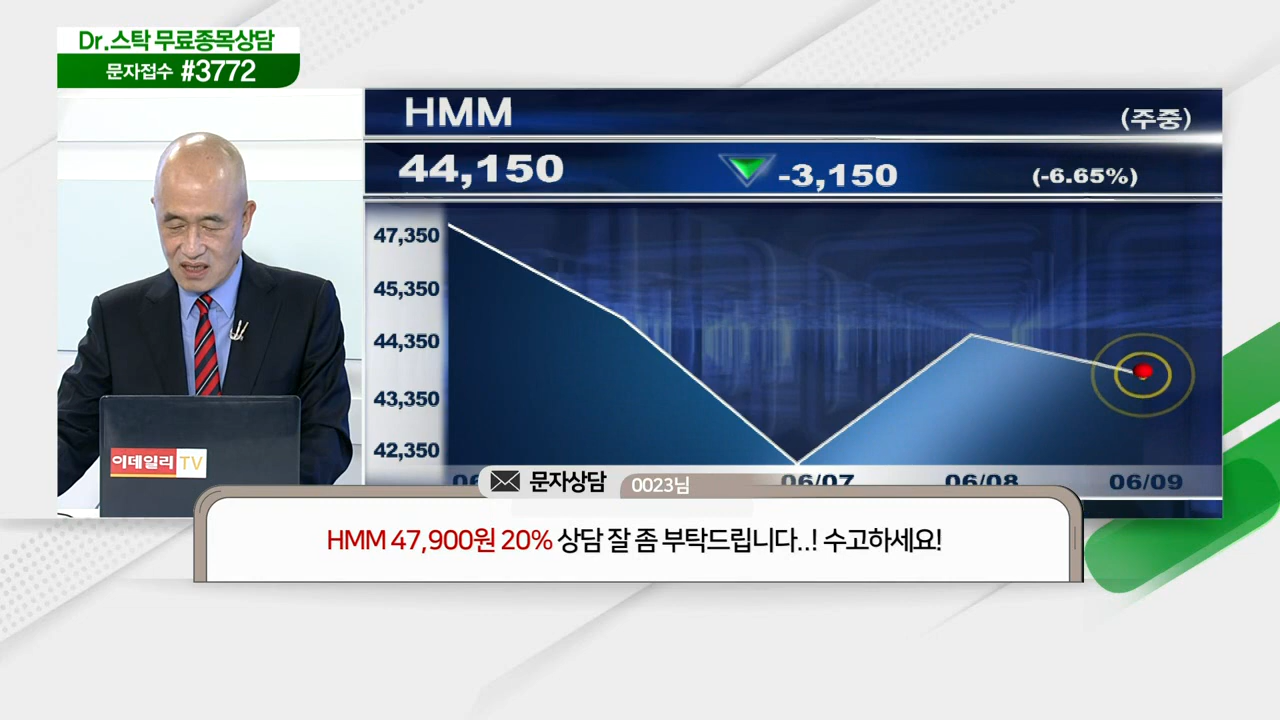 Dr.스탁 무료종목상담
문자접수 #3772
HMM
(주중)
44,150
-3,150
(-6.65%)
47,350
45,350
44,350
43,350
42,350
06/07
06/08
06/09
이데일리TV
문자상담
0023님
HMM 47,900원 20% 상담 잘 좀 부탁드립니다..! 수고하세요!